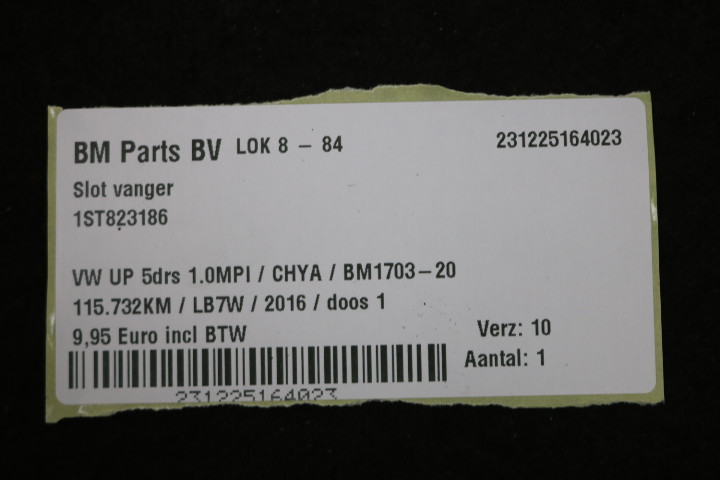 BM Parts BV LOK 8 - 84 231225164023
Slot vanger
1ST823186
VW UP 5drs 1.0MPI / CHYA / BM1703-20
115.732KM / LB7W / 2016 / doos 1
9,95 Euro incl BTW
Verz: 10
Aantal: 1
231225164023